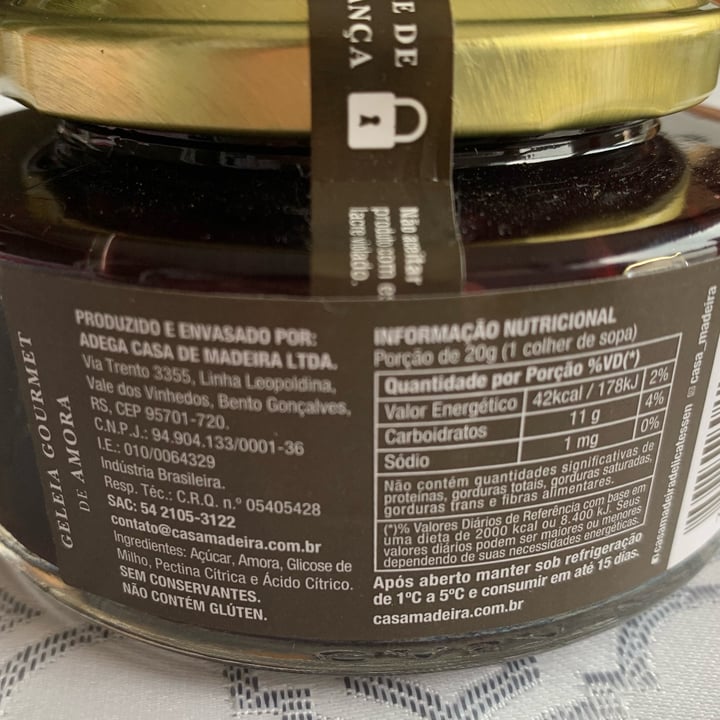 E DE
ANÇA
Não aceitar
produto com
lacre violado.
GELEIA GOURMET
DE AMORA
PRODUZIDO E ENVASADO POR:
ADEGA CASA DE MADEIRA LTDA.
Via Trento 3355, Linha Leopoldina,
Vale dos Vinhedos, Bento Gonçalves,
RS, CEP 95701-720.
C.N.P.J.: 94.904.133/0001-36
I.E.: 010/0064329
Indústria Brasileira.
Resp. Téc.: C.R.Q. n.º 05405428
SAC: 54 2105-3122
contato@casamadeira.com.br
Ingredientes: Açúcar, Amora, Glicose de
Milho, Pectina Cítrica e Ácido Cítrico.
SEM CONSERVANTES.
NÃO CONTÉM GLÚTEN.
INFORMAÇÃO NUTRICIONAL
Porção de 20g (1 colher de sopa)
Quantidade por Porção %VD(*)
Valor Energético 42kcal / 178kJ 2%
Carboidratos 11 g 4%
Sódio 1 mg 0%
Não contém quantidades significativas de
proteínas, gorduras totais, gorduras saturadas,
gorduras trans e fibras alimentares.
(*)% Valores Diários de Referência com base em
uma dieta de 2000 kcal ou 8.400 kJ. Seus
valores diários podem ser maiores ou menores
dependendo de suas necessidades energéticas.
Após aberto manter sob refrigeração
de 1ºC a 5ºC e consumir em até 15 dias.
casamadeira.com.br
casamadeiradelicatessen casa_madeira